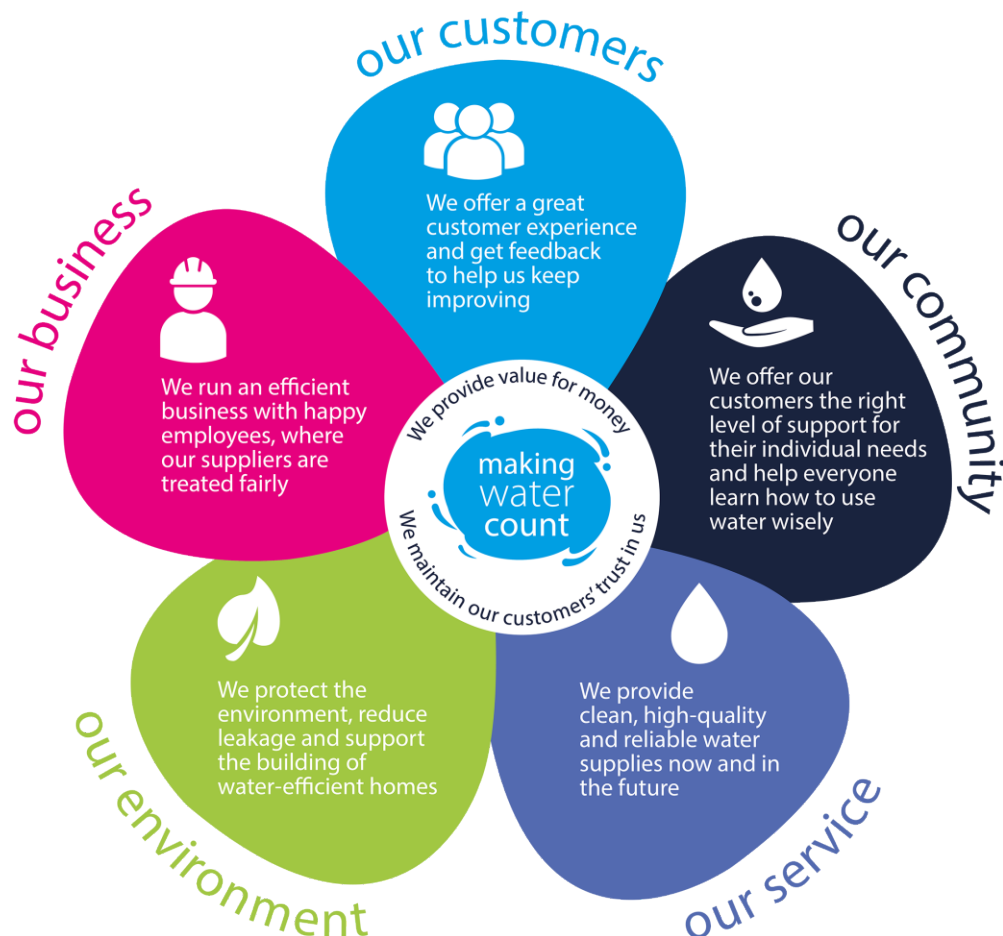 our customers
We offer a great
customer experience
and get feedback
to help us keep
improving
our community
We offer our
customers the right
level of support for
their individual needs
and help everyone
learn how to use
water wisely
our service
We provide
clean, high-quality
and reliable water
supplies now and in
the future
our environment
We protect the
environment, reduce
leakage and support
the building of
water-efficient homes
our business
We run an efficient
business with happy
employees, where
our suppliers are
treated fairly
We provide value for money
making
water
count
We maintain our customers' trust in us